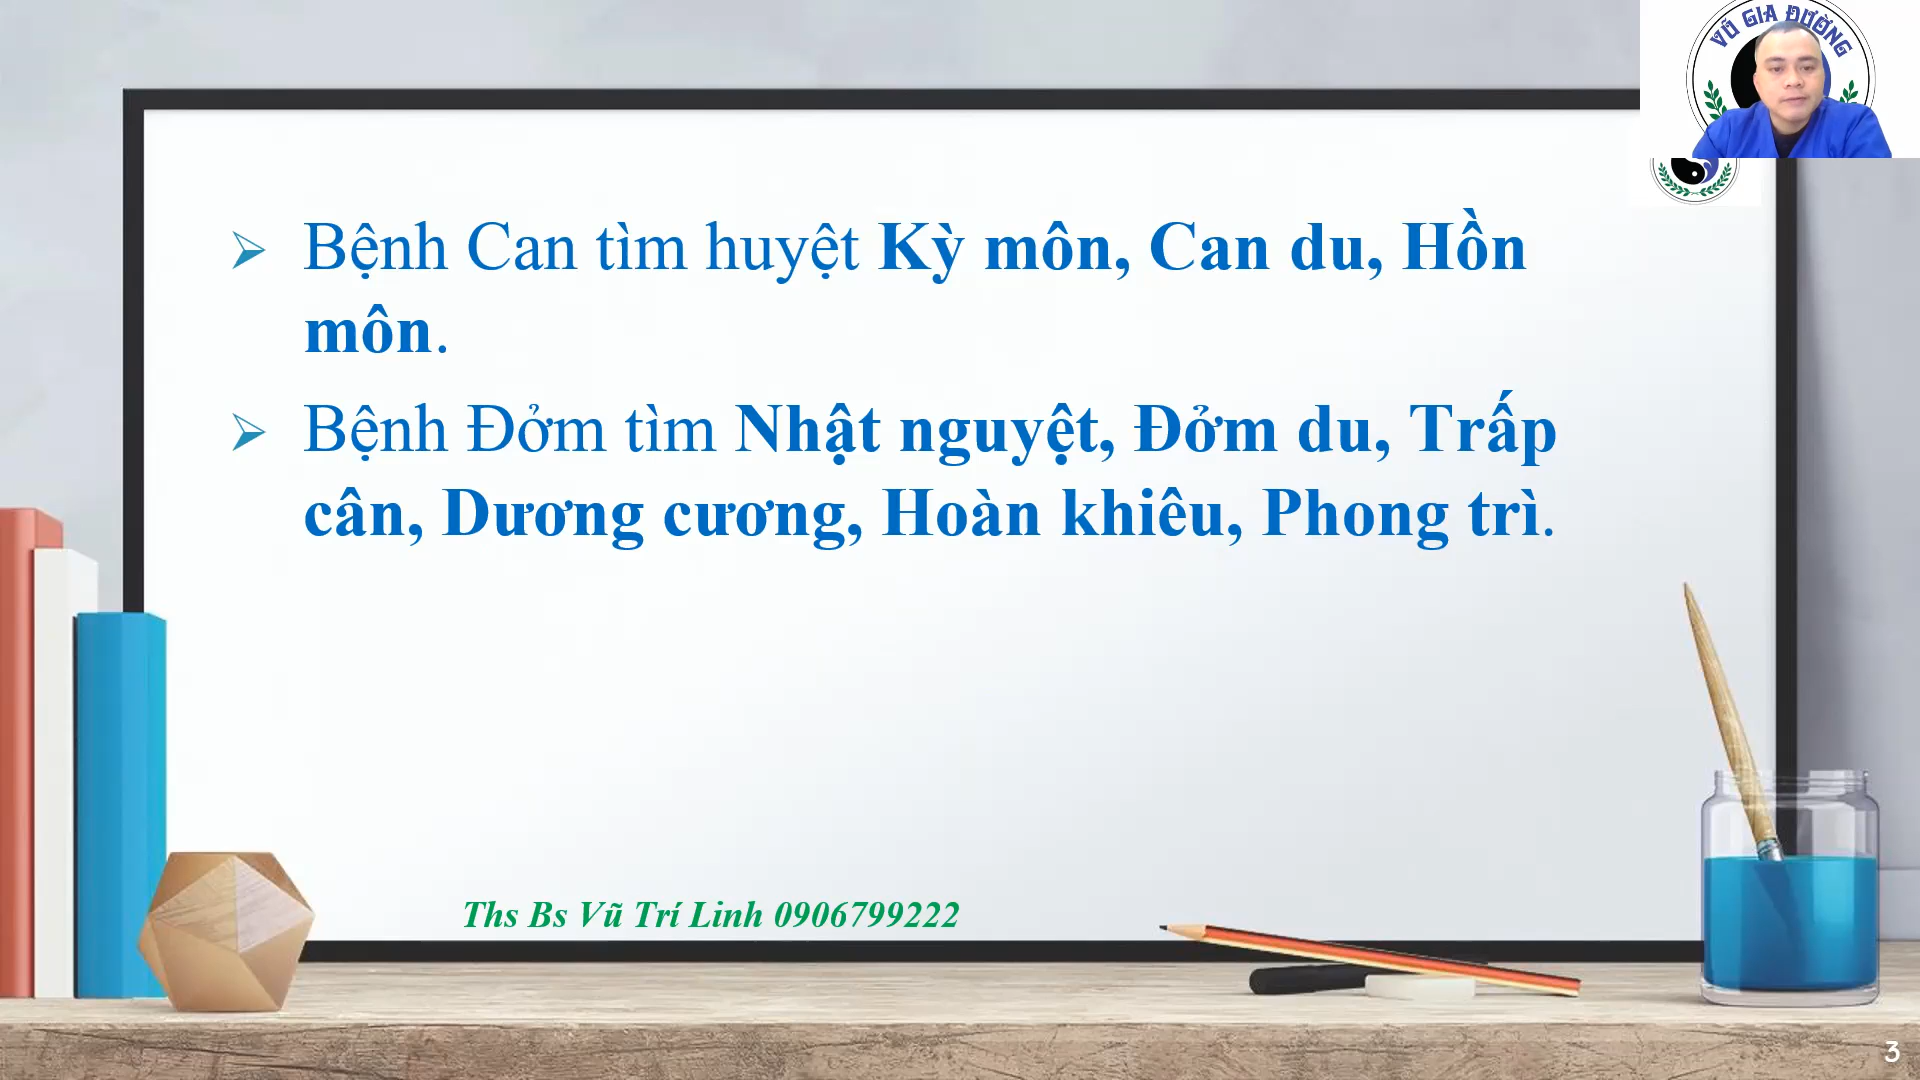 VŨ GIA ĐƯỜNG
➢ Bệnh Can tìm huyệt Kỳ môn, Can du, Hồn
môn.
➢ Bệnh Đởm tìm Nhật nguyệt, Đởm du, Trấp
cân, Dương cương, Hoàn khiêu, Phong trì.
Ths Bs Vũ Trí Linh 0906799222
3